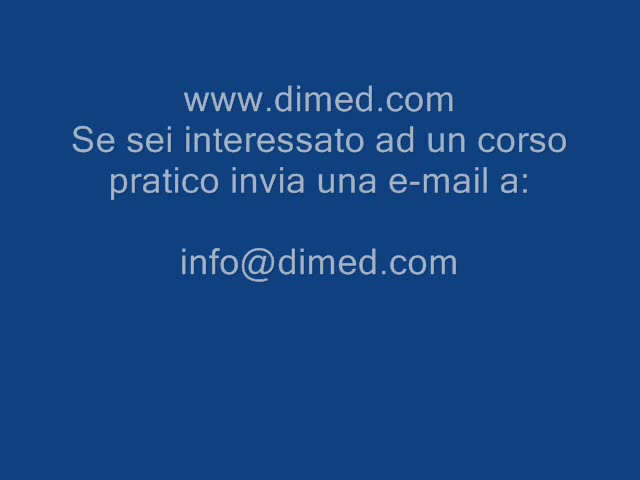 www.dimed.com
Se sei interessato ad un corso
pratico invia una e-mail a:
info@dimed.com